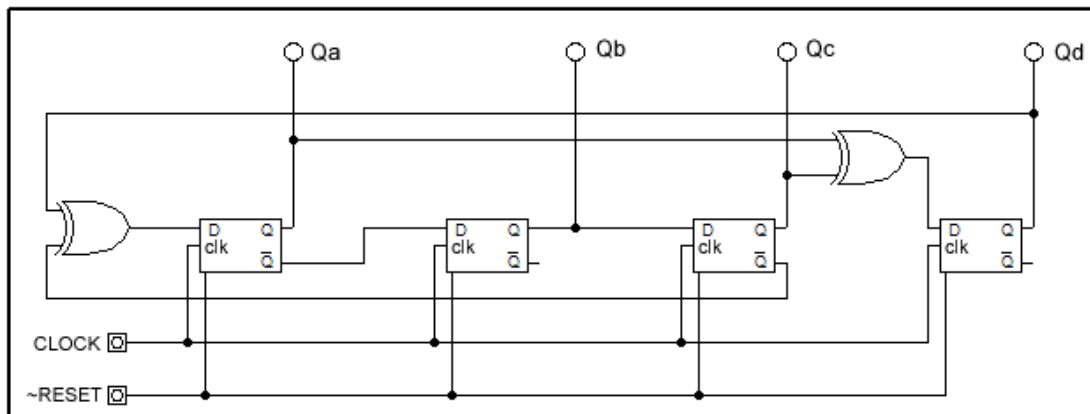 Qa Qb Qc Qd
D Q D Q D Q D Q
clk clk clk clk
Q̅ Q̅ Q̅ Q̅
CLOCK
~RESET